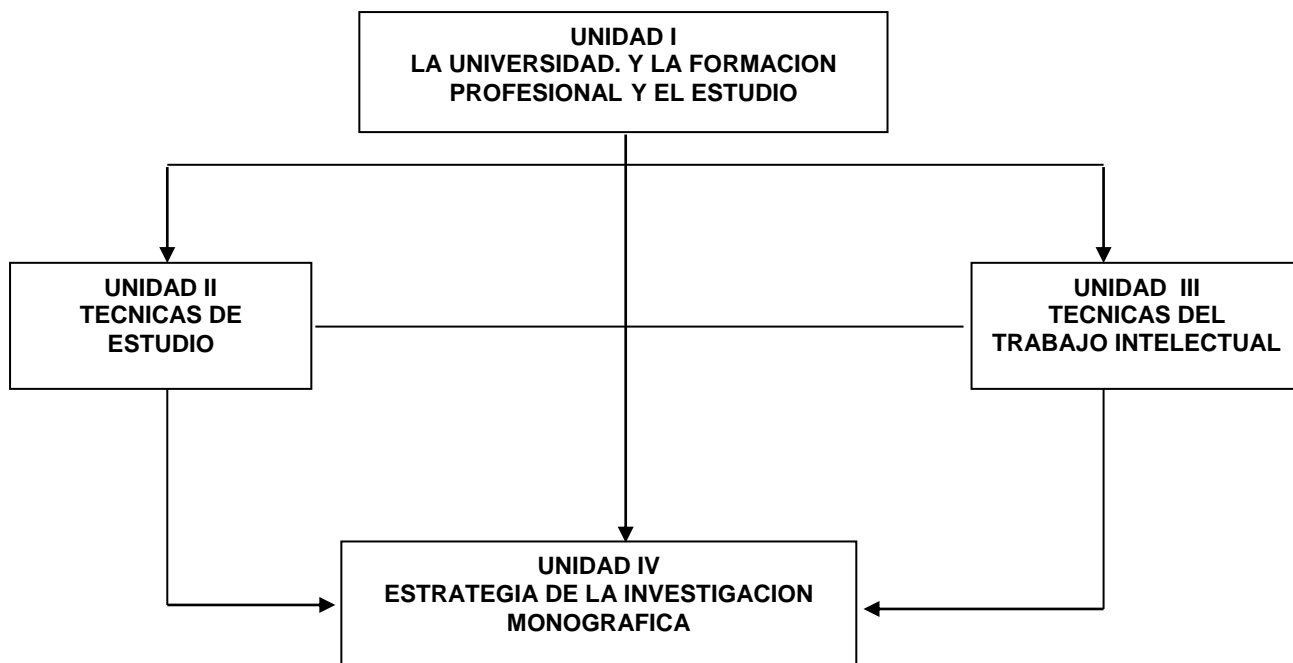 UNIDAD I
LA UNIVERSIDAD. Y LA FORMACION
PROFESIONAL Y EL ESTUDIO
UNIDAD II
TECNICAS DE
ESTUDIO
UNIDAD III
TECNICAS DEL
TRABAJO INTELECTUAL
UNIDAD IV
ESTRATEGIA DE LA INVESTIGACION
MONOGRAFICA